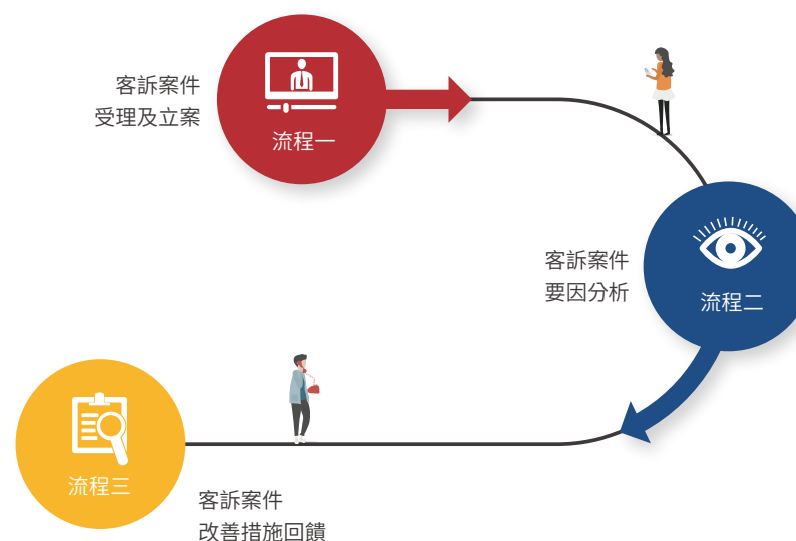 客訴案件
受理及立案
流程一
客訴案件
要因分析
流程二
流程三
客訴案件
改善措施回饋